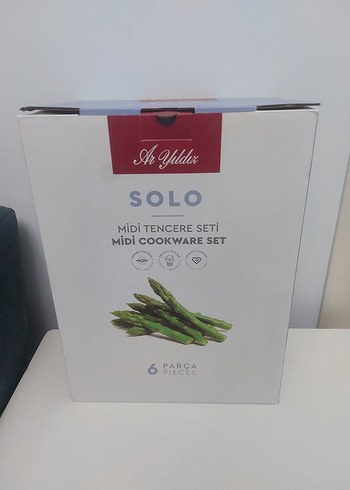 Ar Yıldız
SOLO
MİDİ TENCERE SETİ
MİDİ COOKWARE SET
6 PARÇA
PIECES